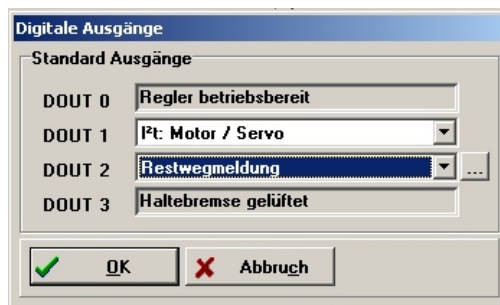 Digitale Ausgänge
Standard Ausgänge
DOUT 0 Regler betriebsbereit
DOUT 1 I²t: Motor / Servo
DOUT 2 Restwegmeldung ...
DOUT 3 Haltebremse gelüftet
OK Abbruch